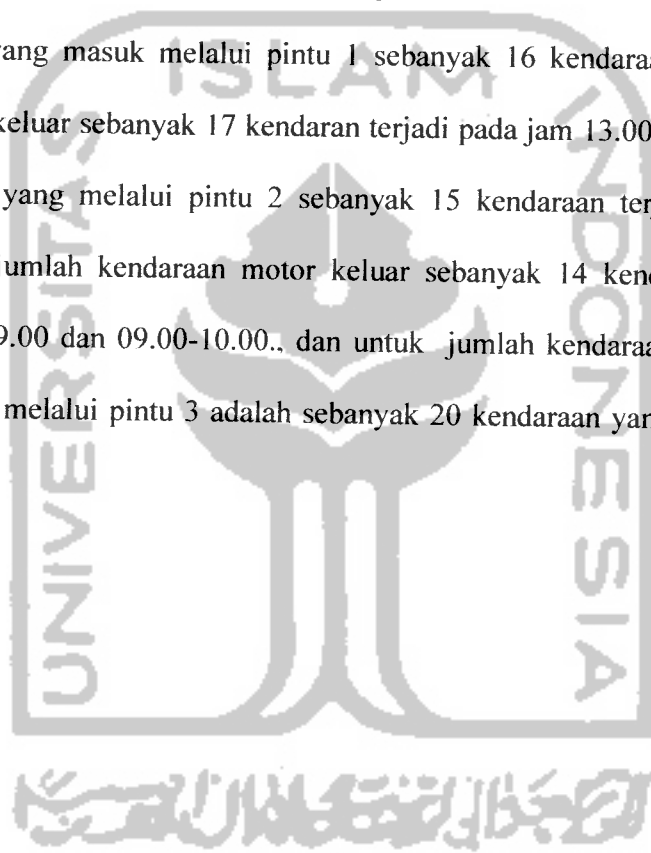 yang masuk melalui pintu 1 sebanyak 16 kendaraa
keluar sebanyak 17 kendaran terjadi pada jam 13.00
yang melalui pintu 2 sebanyak 15 kendaraan ter
umlah kendaraan motor keluar sebanyak 14 ken
9.00 dan 09.00-10.00., dan untuk jumlah kendaraa
melalui pintu 3 adalah sebanyak 20 kendaraan yan
ISLAM
UNIVERSITAS
INDONESIA